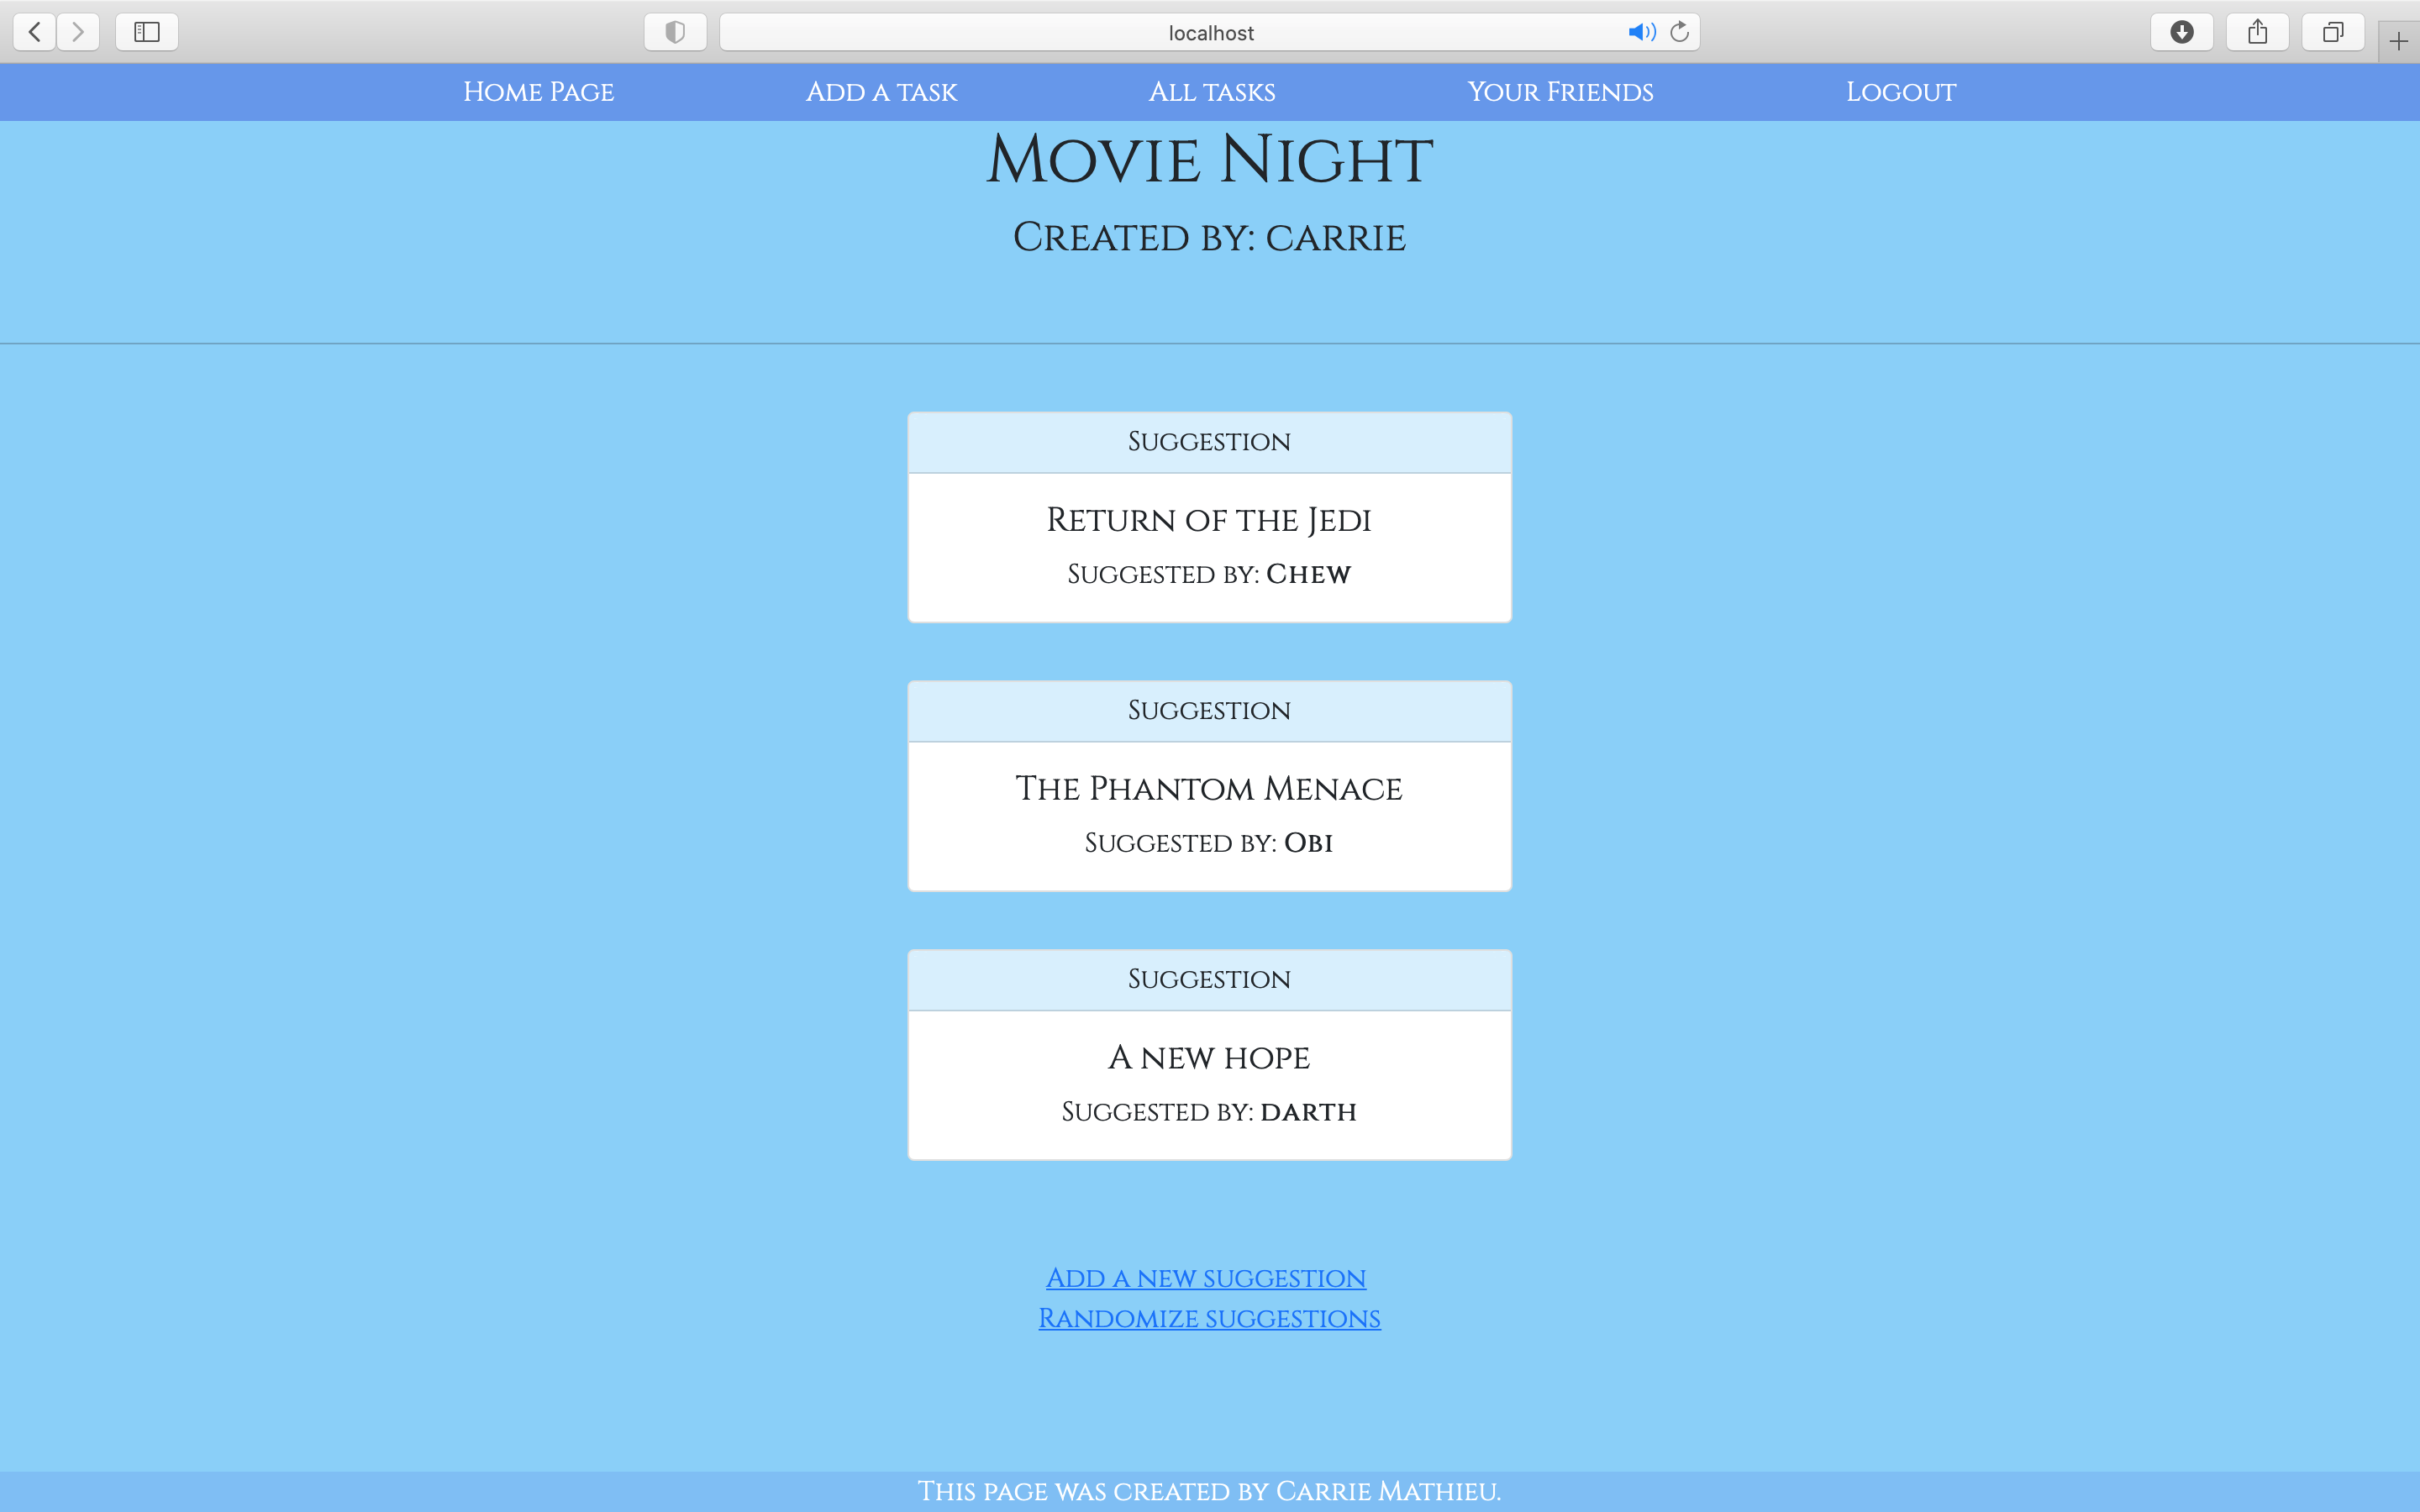 localhost
Home Page Add a task All tasks Your Friends Logout
Movie Night
Created by: carrie
Suggestion
Return of the Jedi
Suggested by: Chew
Suggestion
The Phantom Menace
Suggested by: Obi
Suggestion
A new hope
Suggested by: darth
Add a new suggestion
Randomize suggestions
This page was created by Carrie Mathieu.